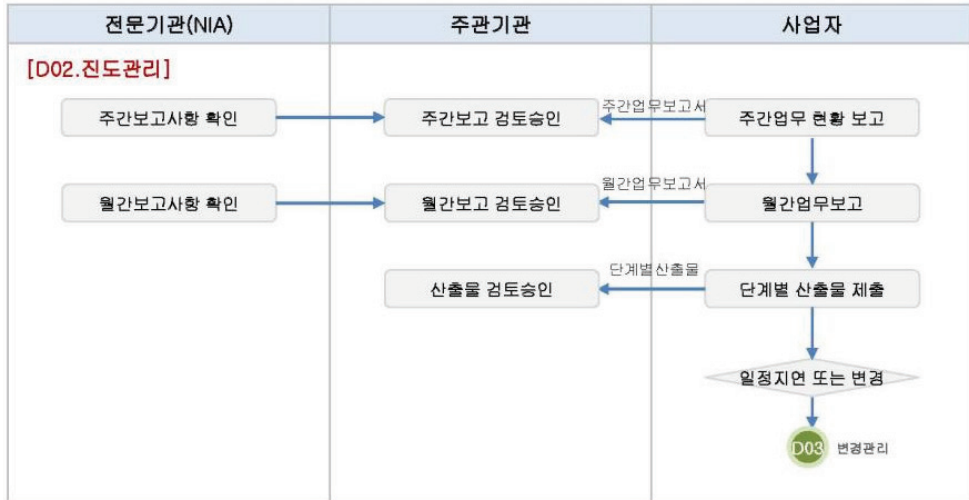 전문기관(NIA)
주관기관
사업자
[D02.진도관리]
주간보고사항 확인
주간보고 검토승인
주간업무보고서
주간업무 현황 보고
월간보고사항 확인
월간보고 검토승인
월간업무보고서
월간업무보고
산출물 검토승인
단계별산출물
단계별 산출물 제출
일정지연 또는 변경
D03 변경관리